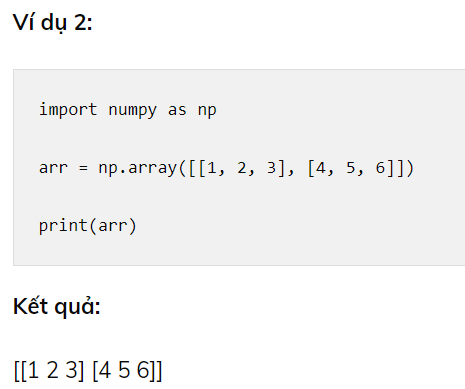 Ví dụ 2:
import numpy as np
arr = np.array([[1, 2, 3], [4, 5, 6]])
print(arr)
Kết quả:
[[1 2 3] [4 5 6]]